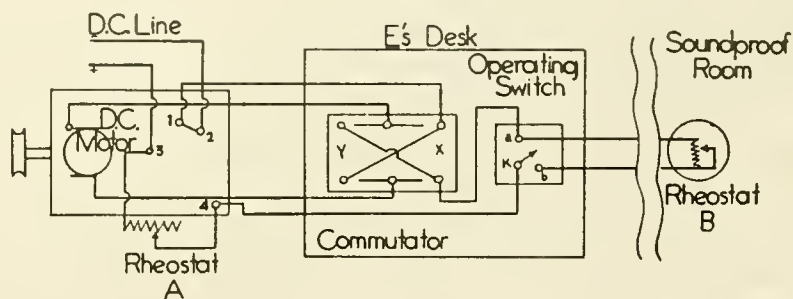 D.C. Line
E's Desk
Operating
Switch
Soundproof
Room
D.C.
Motor
1
2
3
4
Y
X
a
K
b
Rheostat
A
Commutator
Rheostat
B